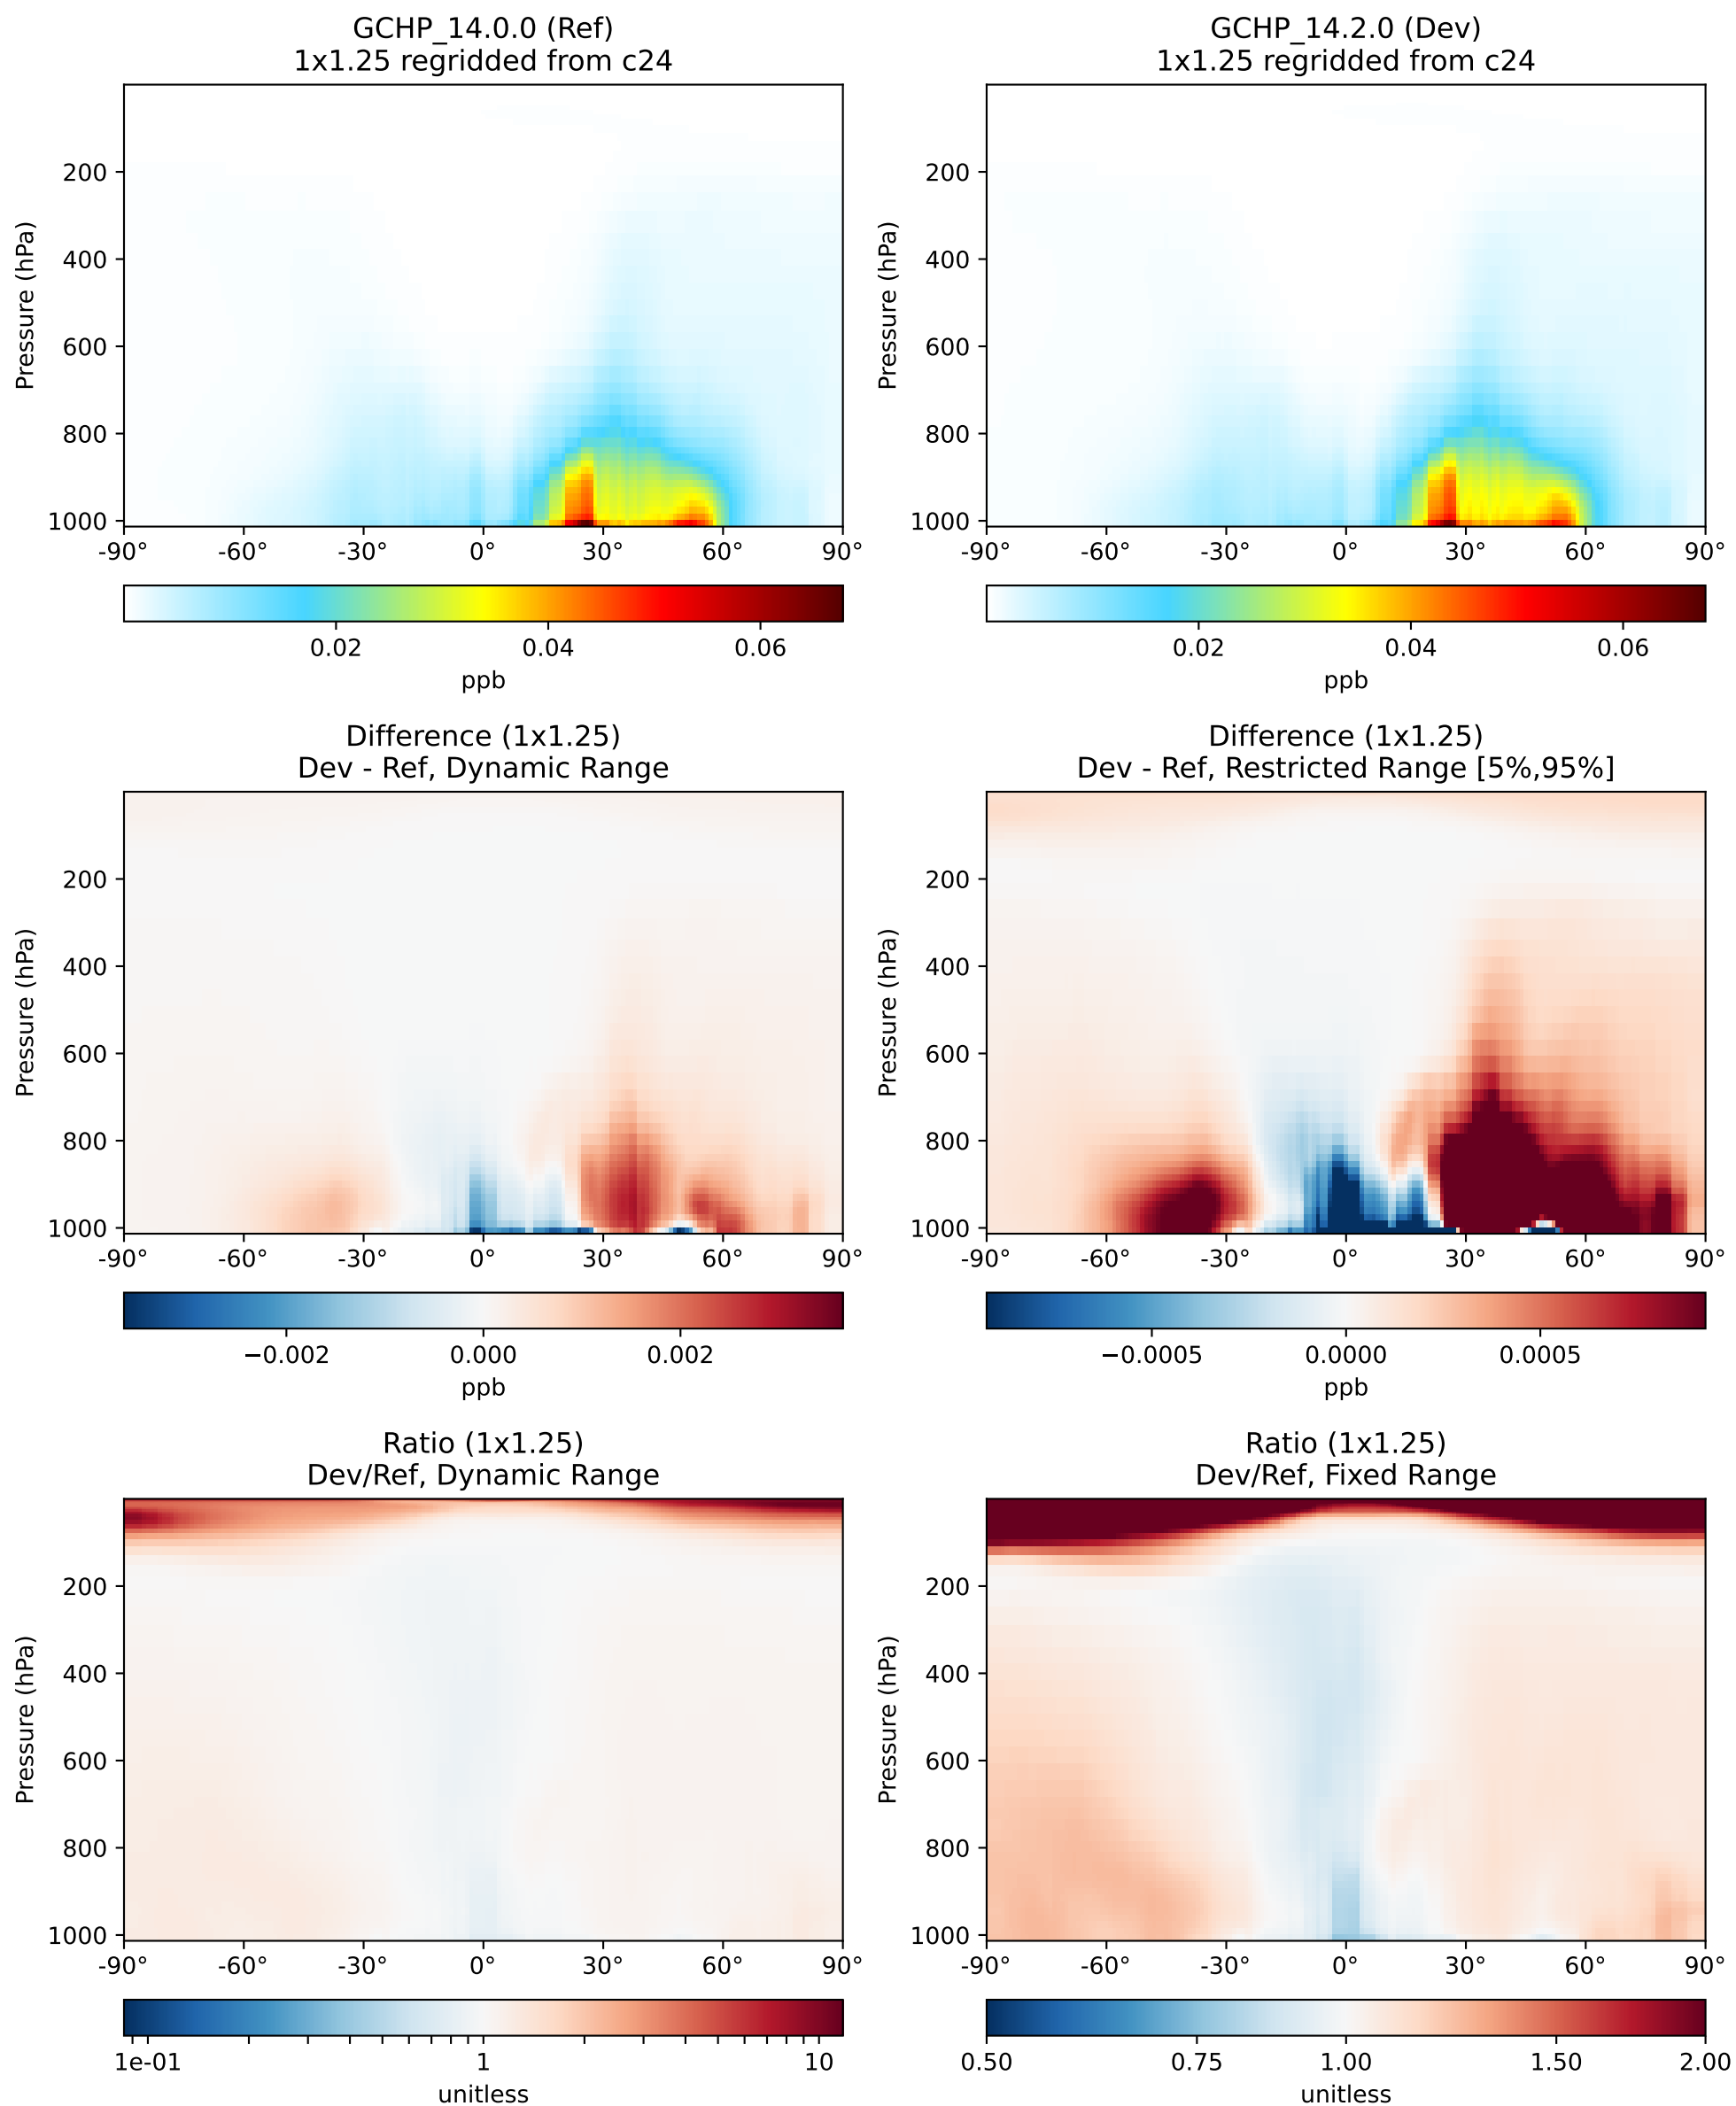 GCHP_14.0.0 (Ref)
1x1.25 regridded from c24
Pressure (hPa)
200
400
600
800
1000
-90° -60° -30° 0° 30° 60° 90°
0.02 0.04 0.06
ppb
GCHP_14.2.0 (Dev)
1x1.25 regridded from c24
Pressure (hPa)
200
400
600
800
1000
-90° -60° -30° 0° 30° 60° 90°
0.02 0.04 0.06
ppb
Difference (1x1.25)
Dev - Ref, Dynamic Range
Pressure (hPa)
200
400
600
800
1000
-90° -60° -30° 0° 30° 60° 90°
−0.002 0.000 0.002
ppb
Difference (1x1.25)
Dev - Ref, Restricted Range [5%,95%]
Pressure (hPa)
200
400
600
800
1000
-90° -60° -30° 0° 30° 60° 90°
−0.0005 0.0000 0.0005
ppb
Ratio (1x1.25)
Dev/Ref, Dynamic Range
Pressure (hPa)
200
400
600
800
1000
-90° -60° -30° 0° 30° 60° 90°
1e-01 1 10
unitless
Ratio (1x1.25)
Dev/Ref, Fixed Range
Pressure (hPa)
200
400
600
800
1000
-90° -60° -30° 0° 30° 60° 90°
0.50 0.75 1.00 1.50 2.00
unitless